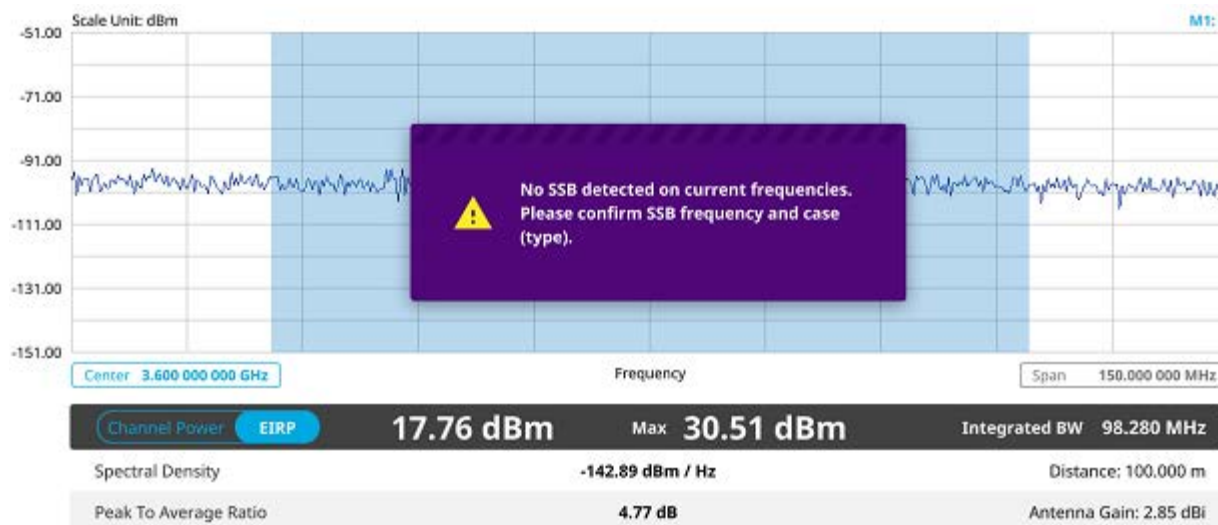 Scale Unit: dBm
M1:
-51.00
-71.00
-91.00
No SSB detected on current frequencies.
Please confirm SSB frequency and case
(type).
-111.00
-131.00
-151.00
Center 3.600 000 000 GHz
Frequency
Span 150.000 000 MHz
Channel Power EIRP 17.76 dBm Max 30.51 dBm Integrated BW 98.280 MHz
Spectral Density -142.89 dBm / Hz Distance: 100.000 m
Peak To Average Ratio 4.77 dB Antenna Gain: 2.85 dBi